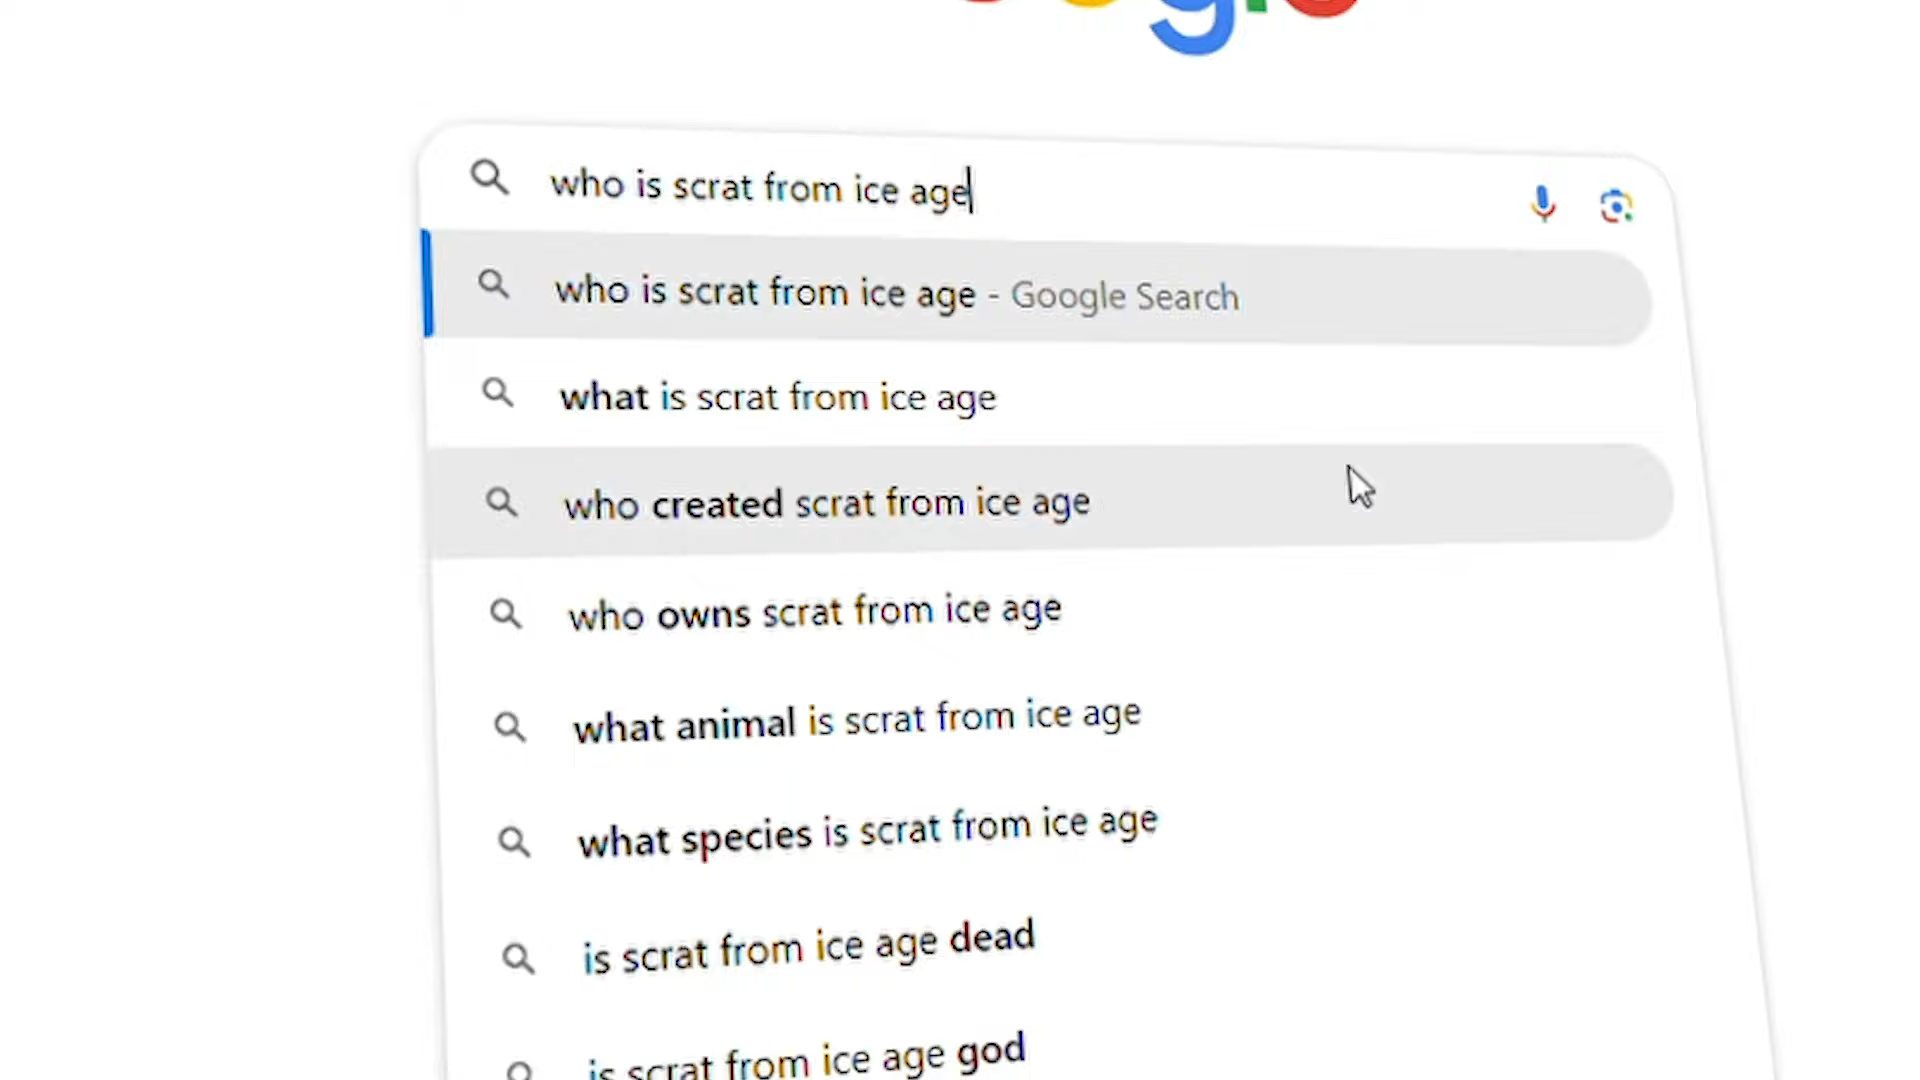 who is scrat from ice age
who is scrat from ice age - Google Search
what is scrat from ice age
who created scrat from ice age
who owns scrat from ice age
what animal is scrat from ice age
what species is scrat from ice age
is scrat from ice age dead
is scrat from ice age god